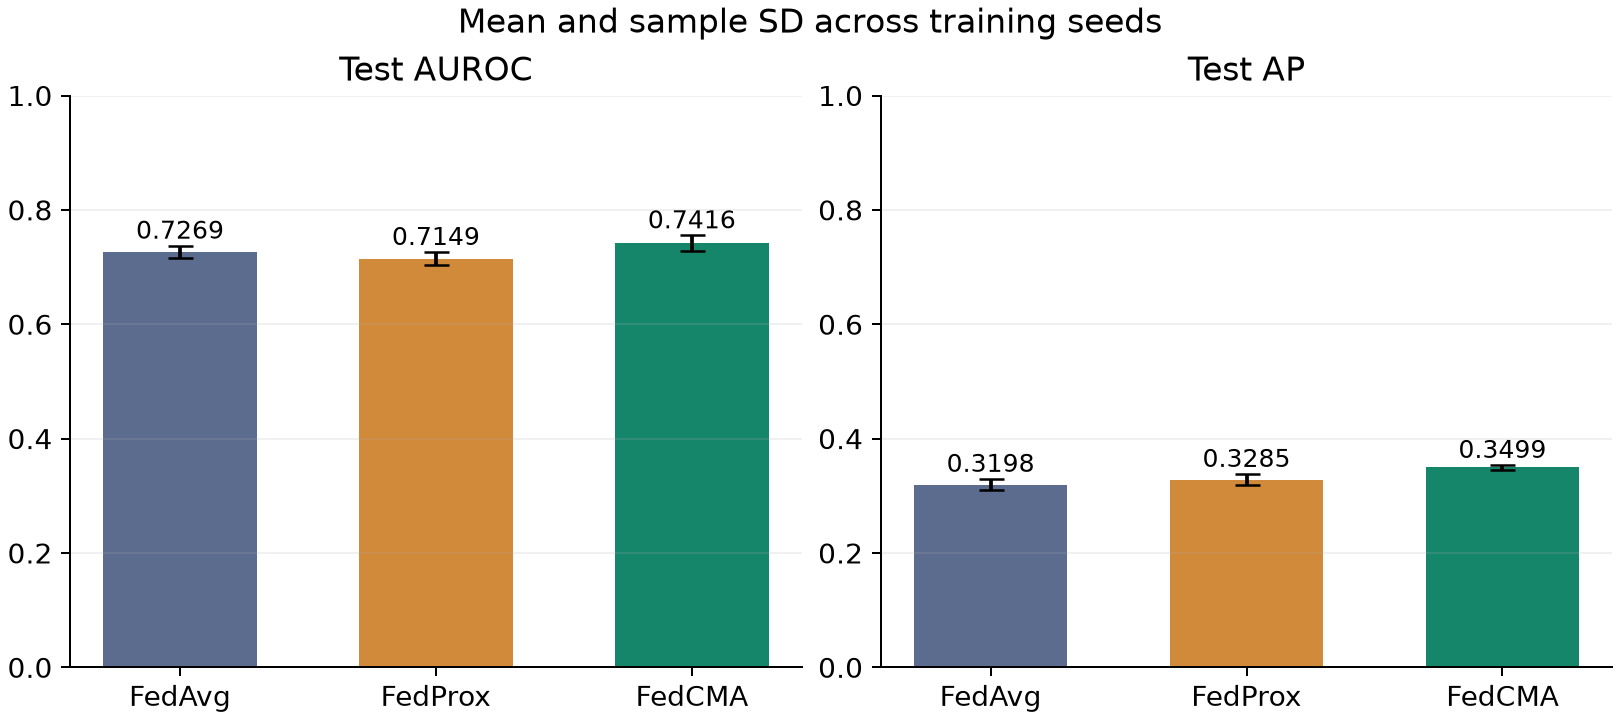 Mean and sample SD across training seeds
Test AUROC
1.0
0.8
0.6
0.4
0.2
0.0
0.7269
0.7149
0.7416
FedAvg
FedProx
FedCMA
Test AP
1.0
0.8
0.6
0.4
0.2
0.0
0.3198
0.3285
0.3499
FedAvg
FedProx
FedCMA